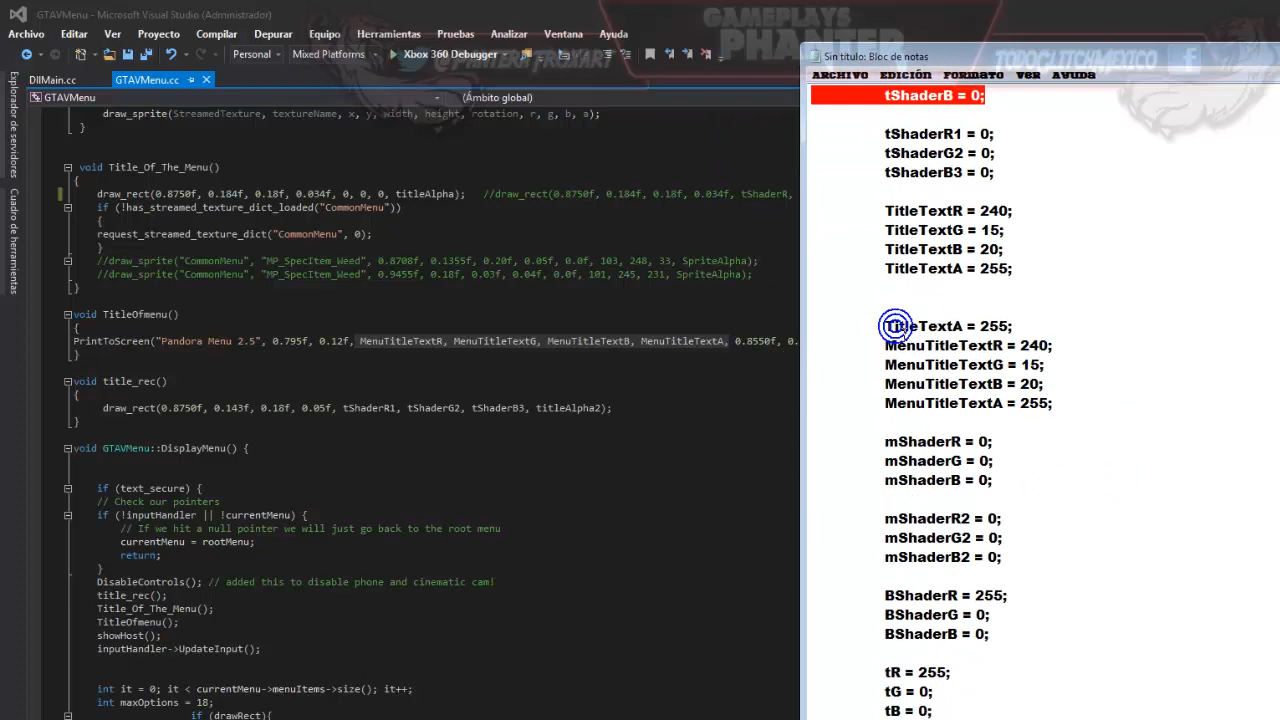 GTAVMenu - Microsoft Visual Studio (Administrador)
Archivo Editar Ver Proyecto Compilar Depurar Equipo Herramientas Pruebas Analizar Ventana Ayuda
Personal Mixed Platforms Xbox 360 Debugger
DllMain.cc GTAVMenu.cc
GTAVMenu (Ámbito global)
Explorador de servidores
Cuadro de herramientas
draw_sprite(StreamedTexture, textureName, x, y, width, height, rotation, r, g, b, a);
}
void Title_Of_The_Menu()
{
draw_rect(0.8750f, 0.184f, 0.18f, 0.034f, 0, 0, 0, titleAlpha); //draw_rect(0.8750f, 0.184f, 0.18f, 0.034f, tShaderR,
if (!has_streamed_texture_dict_loaded("CommonMenu"))
{
request_streamed_texture_dict("CommonMenu", 0);
}
//draw_sprite("CommonMenu", "MP_SpecItem_Weed", 0.8708f, 0.1355f, 0.20f, 0.05f, 0.0f, 103, 248, 33, SpriteAlpha);
//draw_sprite("CommonMenu", "MP_SpecItem_Weed", 0.9455f, 0.18f, 0.03f, 0.04f, 0.0f, 101, 245, 231, SpriteAlpha);
}
void TitleOfmenu()
{
PrintToScreen("Pandora Menu 2.5", 0.795f, 0.12f, MenuTitleTextR, MenuTitleTextG, MenuTitleTextB, MenuTitleTextA, 0.8550f, 0.
}
void title_rec()
{
draw_rect(0.8750f, 0.143f, 0.18f, 0.05f, tShaderR1, tShaderG2, tShaderB3, titleAlpha2);
}
void GTAVMenu::DisplayMenu() {
if (text_secure) {
// Check our pointers
if (!inputHandler || !currentMenu) {
// If we hit a null pointer we will just go back to the root menu
currentMenu = rootMenu;
return;
}
DisableControls(); // added this to disable phone and cinematic cam!
title_rec();
Title_Of_The_Menu();
TitleOfmenu();
showHost();
inputHandler->UpdateInput();
int it = 0; it < currentMenu->menuItems->size(); it++;
int maxOptions = 18;
if (drawRect){
GAMEPLAYS
PHANTER
TODOGLITCHMEXICO f
Sin título: Bloc de notas
Archivo Edición Formato Ver Ayuda
tShaderB = 0;
tShaderR1 = 0;
tShaderG2 = 0;
tShaderB3 = 0;
TitleTextR = 240;
TitleTextG = 15;
TitleTextB = 20;
TitleTextA = 255;
TitleTextA = 255;
MenuTitleTextR = 240;
MenuTitleTextG = 15;
MenuTitleTextB = 20;
MenuTitleTextA = 255;
mShaderR = 0;
mShaderG = 0;
mShaderB = 0;
mShaderR2 = 0;
mShaderG2 = 0;
mShaderB2 = 0;
BShaderR = 255;
BShaderG = 0;
BShaderB = 0;
tR = 255;
tG = 0;
tB = 0;